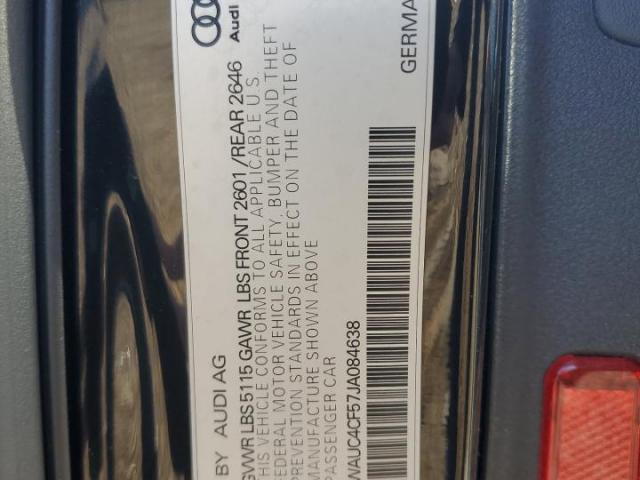 Audi
BY AUDI AG
GVWR LBS 5115 GAWR LBS FRONT 2601/REAR 2646
THIS VEHICLE CONFORMS TO ALL APPLICABLE U.S.
FEDERAL MOTOR VEHICLE SAFETY, BUMPER AND THEFT
PREVENTION STANDARDS IN EFFECT ON THE DATE OF
MANUFACTURE SHOWN ABOVE
PASSENGER CAR
WAUC4CF57JA084638
GERMA